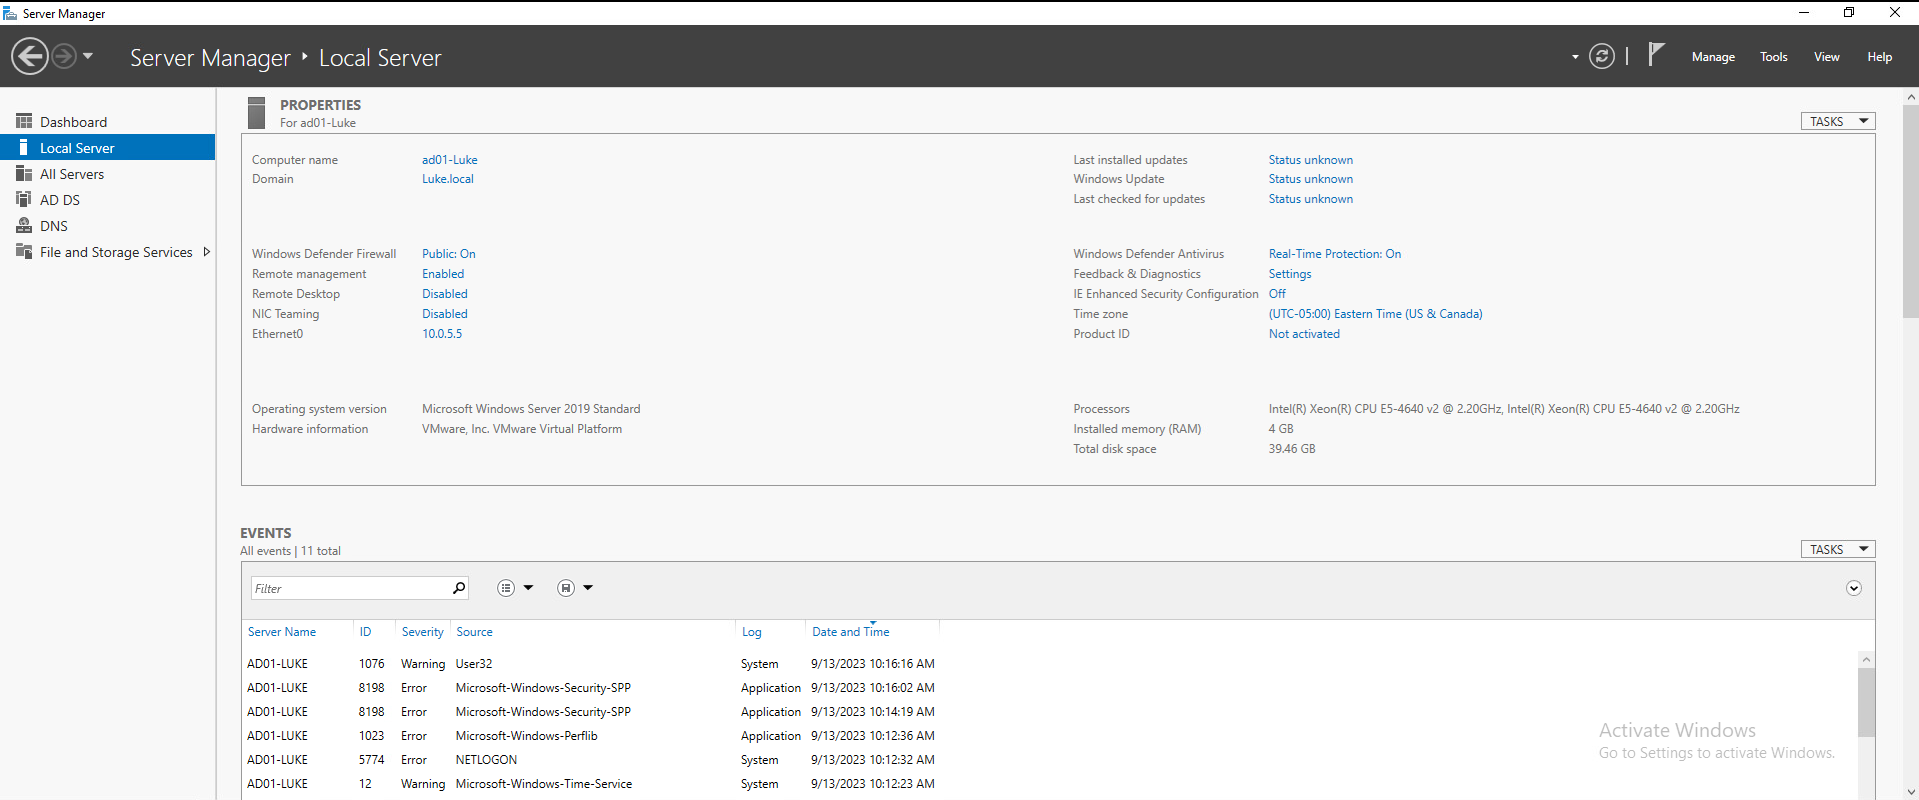 Server Manager
Server Manager ‣ Local Server
Manage Tools View Help
Dashboard
Local Server
All Servers
AD DS
DNS
File and Storage Services
PROPERTIES
For ad01-Luke
TASKS
Computer name ad01-Luke
Domain Luke.local
Last installed updates Status unknown
Windows Update Status unknown
Last checked for updates Status unknown
Windows Defender Firewall Public: On
Remote management Enabled
Remote Desktop Disabled
NIC Teaming Disabled
Ethernet0 10.0.5.5
Windows Defender Antivirus Real-Time Protection: On
Feedback & Diagnostics Settings
IE Enhanced Security Configuration Off
Time zone (UTC-05:00) Eastern Time (US & Canada)
Product ID Not activated
Operating system version Microsoft Windows Server 2019 Standard
Hardware information VMware, Inc. VMware Virtual Platform
Processors Intel(R) Xeon(R) CPU E5-4640 v2 @ 2.20GHz, Intel(R) Xeon(R) CPU E5-4640 v2 @ 2.20GHz
Installed memory (RAM) 4 GB
Total disk space 39.46 GB
EVENTS
All events | 11 total
TASKS
Filter
Server Name ID Severity Source Log Date and Time
AD01-LUKE 1076 Warning User32 System 9/13/2023 10:16:16 AM
AD01-LUKE 8198 Error Microsoft-Windows-Security-SPP Application 9/13/2023 10:16:02 AM
AD01-LUKE 8198 Error Microsoft-Windows-Security-SPP Application 9/13/2023 10:14:19 AM
AD01-LUKE 1023 Error Microsoft-Windows-Perflib Application 9/13/2023 10:12:36 AM
AD01-LUKE 5774 Error NETLOGON System 9/13/2023 10:12:32 AM
AD01-LUKE 12 Warning Microsoft-Windows-Time-Service System 9/13/2023 10:12:23 AM
Activate Windows
Go to Settings to activate Windows.